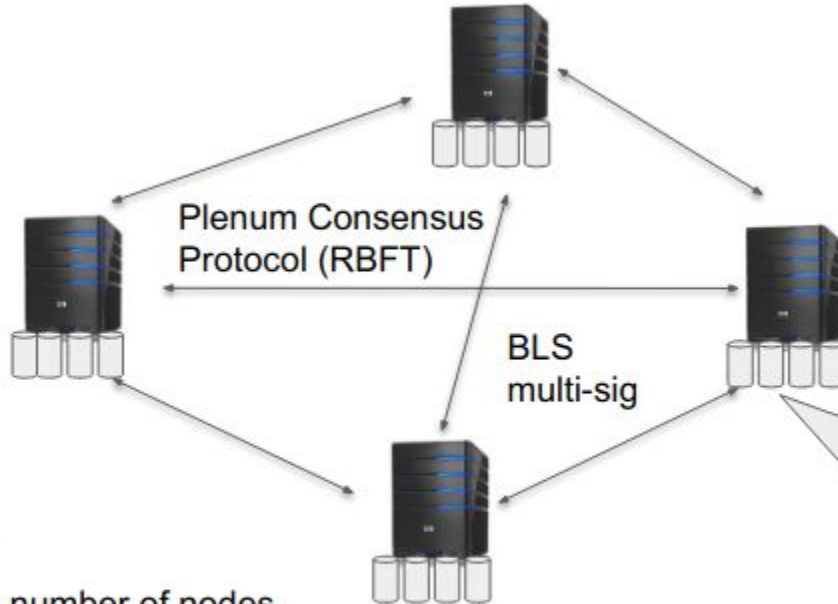 Plenum Consensus
Protocol (RBFT)
BLS
multi-sig
number of nodes